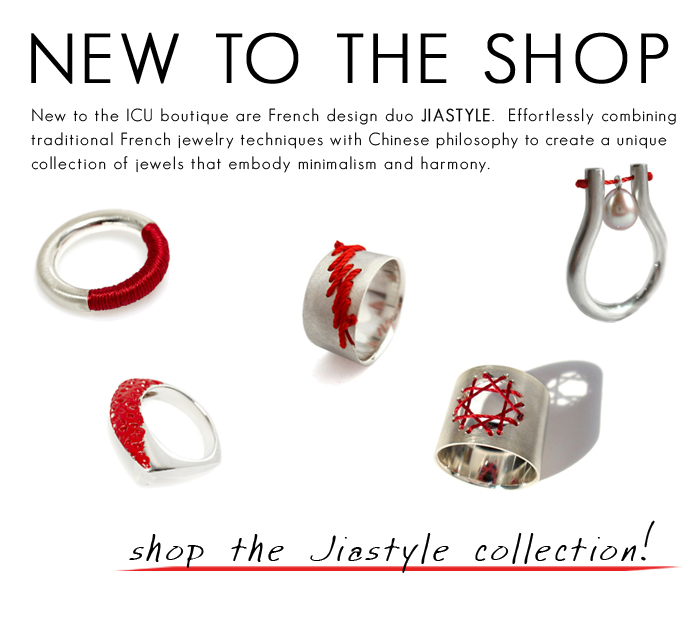 NEW TO THE SHOP
New to the ICU boutique are French design duo JIASTYLE. Effortlessly combining
traditional French jewelry techniques with Chinese philosophy to create a unique
collection of jewels that embody minimalism and harmony.
shop the Jiastyle collection!